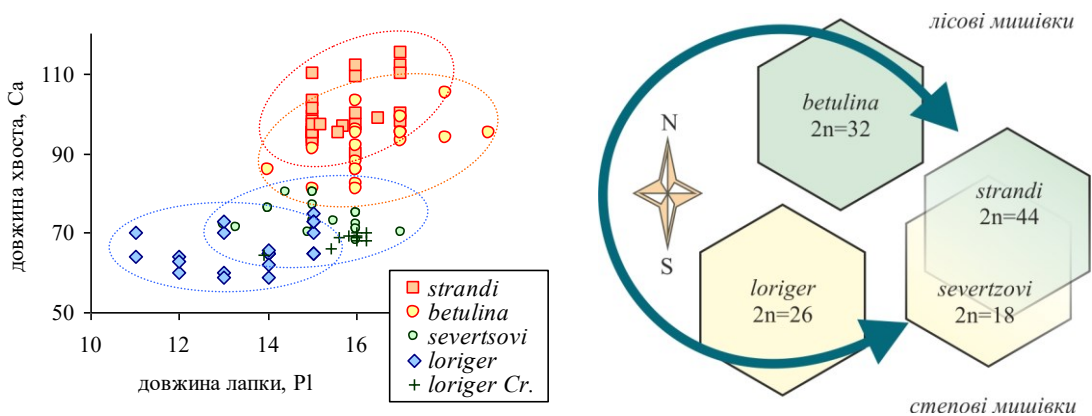 довжина хвоста, Ca
110
90
70
50
10
12
14
16
довжина лапки, Pl
strandi
betulina
severtsovi
loriger
loriger Cr.
лісові мишівки
betulina
2n=32
N
S
strandi
2n=44
loriger
2n=26
severtzovi
2n=18
степові мишівки